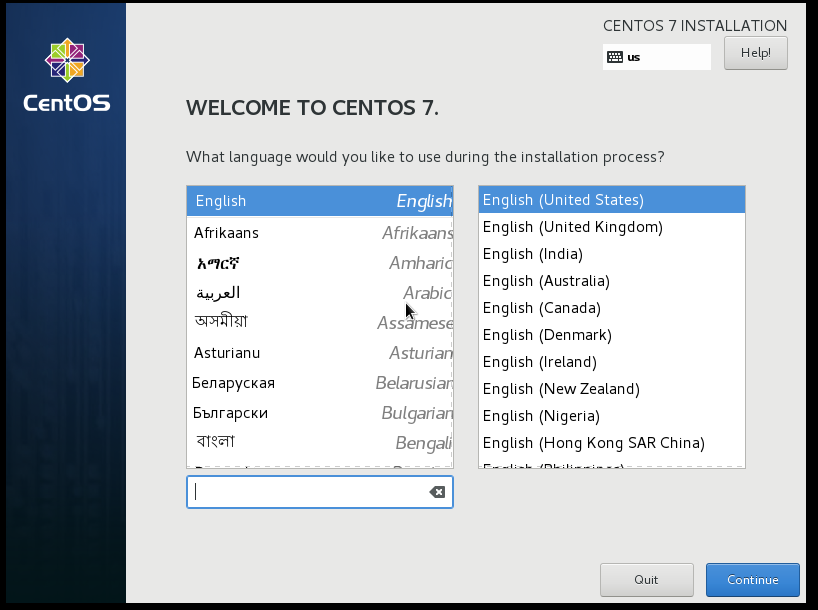 CENTOS 7 INSTALLATION
us
Help!
CentOS
WELCOME TO CENTOS 7.
What language would you like to use during the installation process?
English English
Afrikaans Afrikaans
አማርኛ Amharic
العربية Arabic
অসমীয়া Assamese
Asturianu Asturian
Беларуская Belarusian
Български Bulgarian
বাংলা Bengali
English (United States)
English (United Kingdom)
English (India)
English (Australia)
English (Canada)
English (Denmark)
English (Ireland)
English (New Zealand)
English (Nigeria)
English (Hong Kong SAR China)
English (Philippines)
Quit
Continue